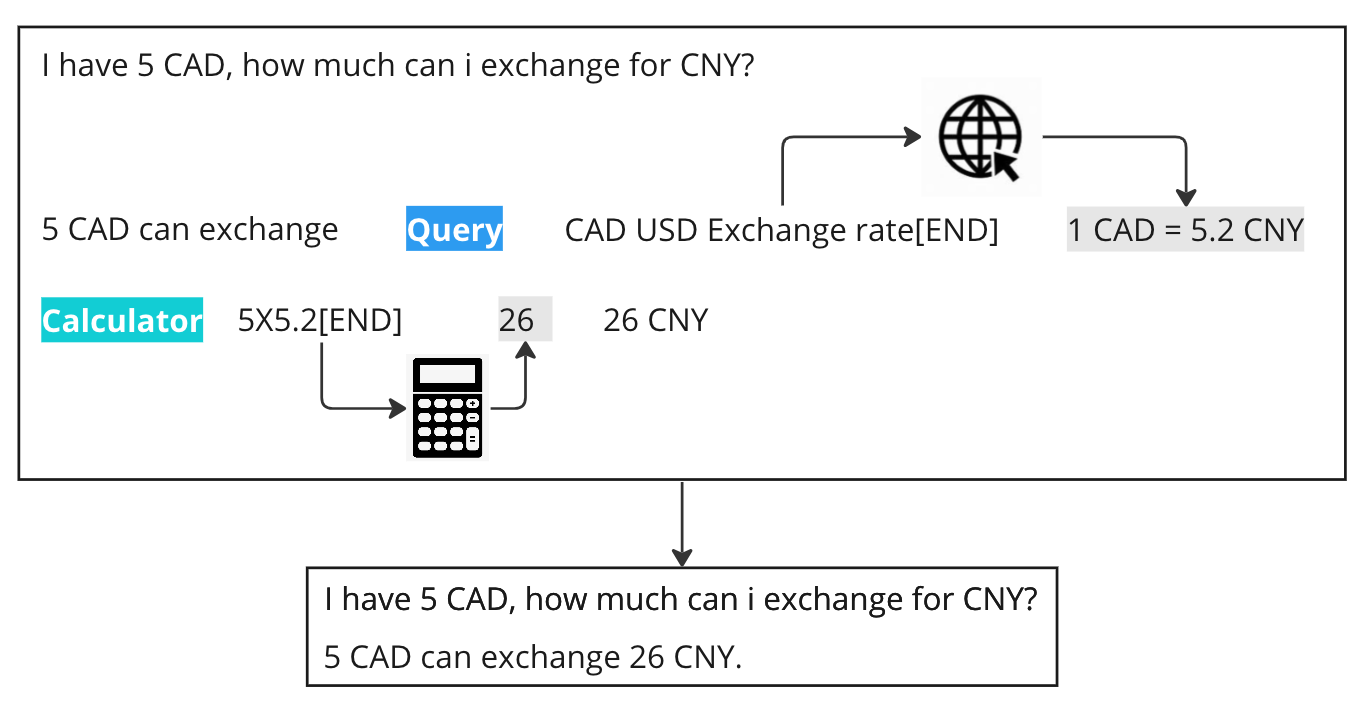 I have 5 CAD, how much can i exchange for CNY?
5 CAD can exchange Query CAD USD Exchange rate[END] 1 CAD = 5.2 CNY
Calculator 5X5.2[END] 26 26 CNY
I have 5 CAD, how much can i exchange for CNY?
5 CAD can exchange 26 CNY.